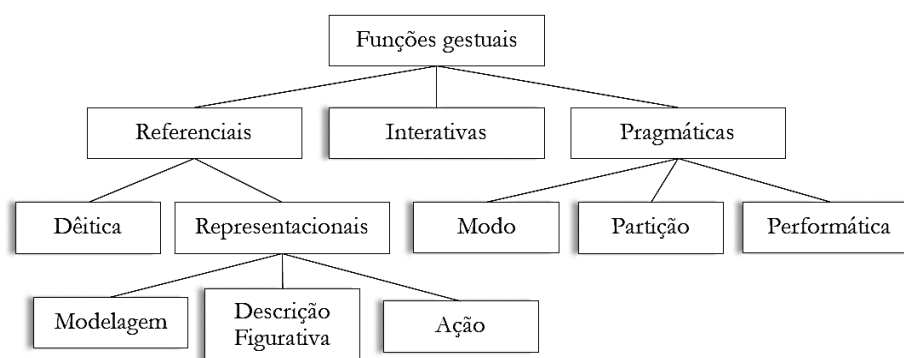 Funções gestuais
Referenciais
Interativas
Pragmáticas
Dêitica
Representacionais
Modo
Partição
Performática
Modelagem
Descrição
Figurativa
Ação